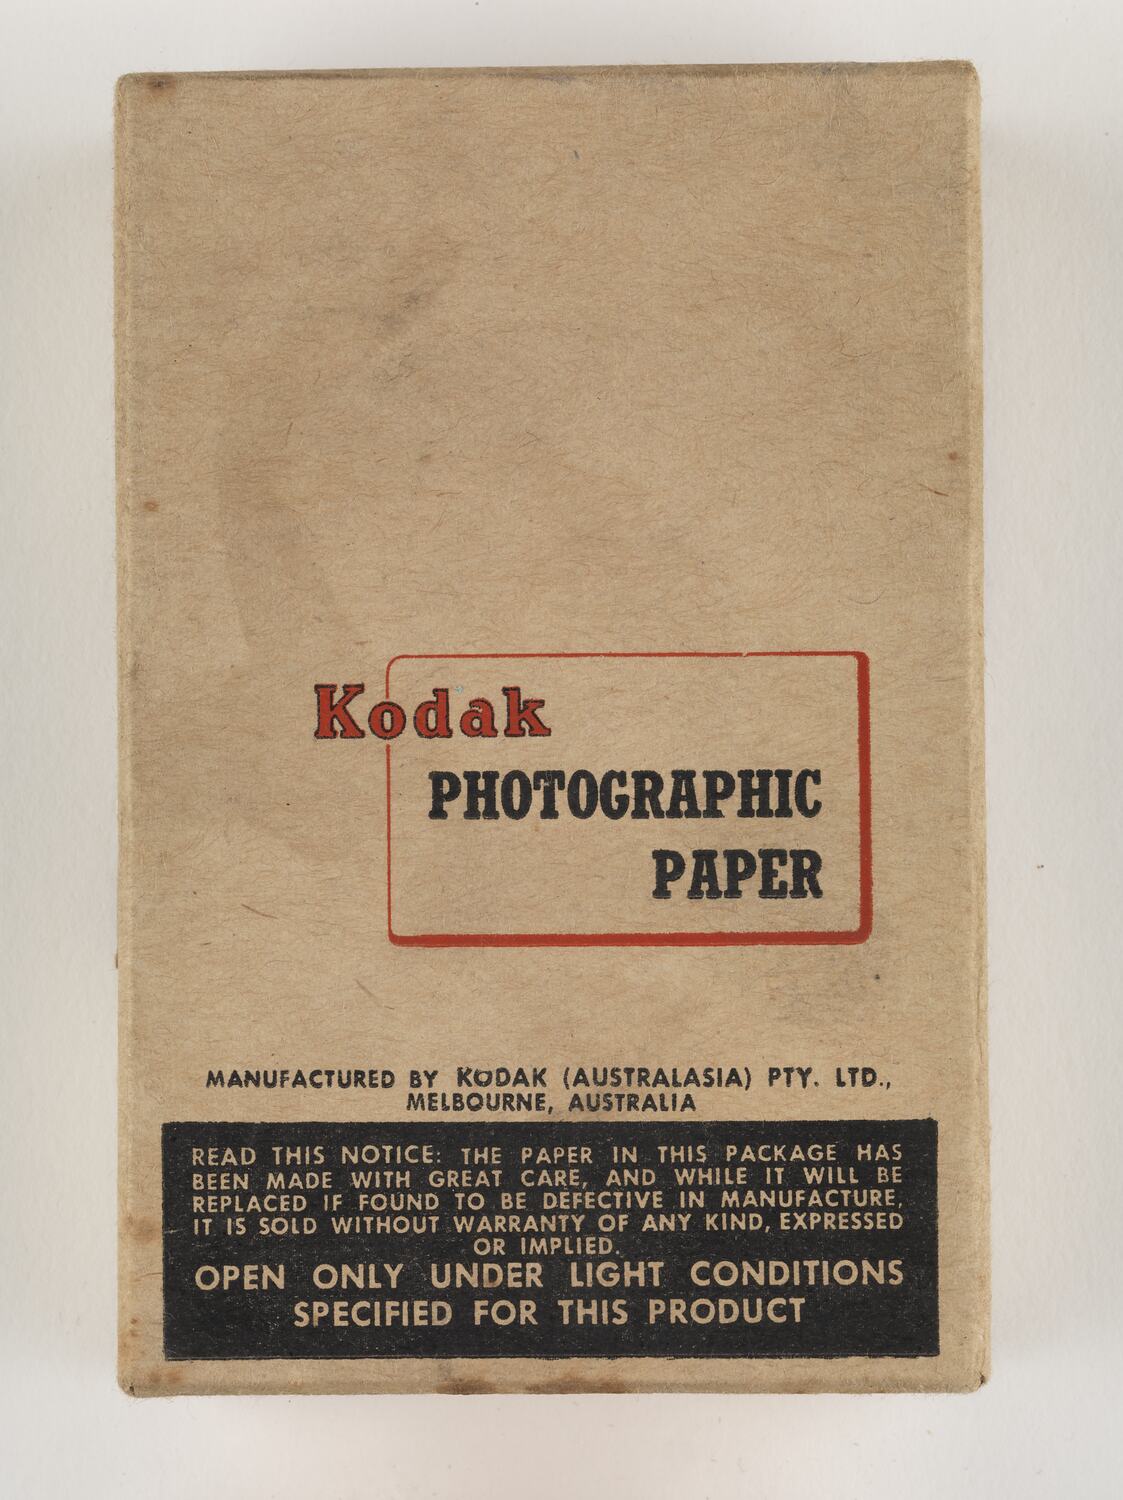 Kodak
PHOTOGRAPHIC
PAPER
MANUFACTURED BY KODAK (AUSTRALASIA) PTY. LTD.,
MELBOURNE, AUSTRALIA
READ THIS NOTICE: THE PAPER IN THIS PACKAGE HAS
BEEN MADE WITH GREAT CARE, AND WHILE IT WILL BE
REPLACED IF FOUND TO BE DEFECTIVE IN MANUFACTURE,
IT IS SOLD WITHOUT WARRANTY OF ANY KIND, EXPRESSED
OR IMPLIED.
OPEN ONLY UNDER LIGHT CONDITIONS
SPECIFIED FOR THIS PRODUCT